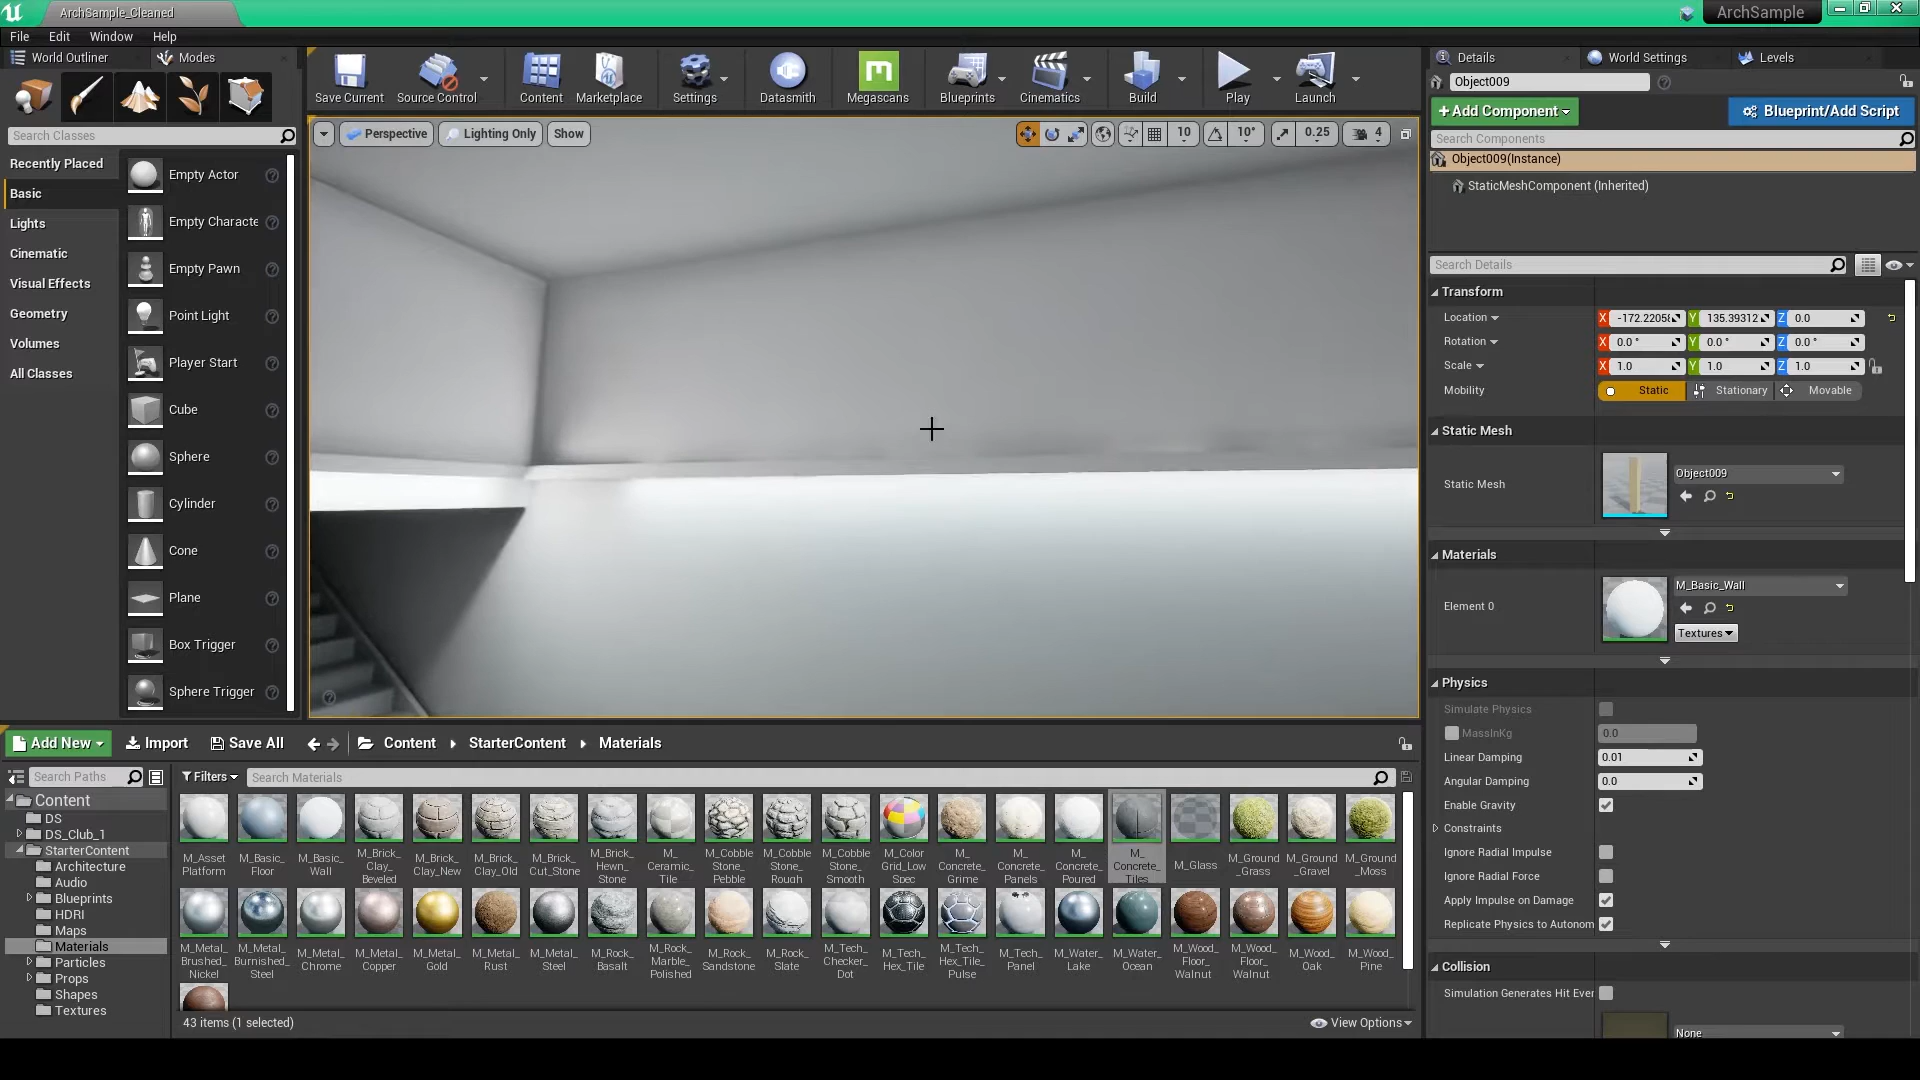 ArchSample_Cleaned
ArchSample
File Edit Window Help
World Outliner
Modes
Search Classes
Recently Placed
Basic
Lights
Cinematic
Visual Effects
Geometry
Volumes
All Classes
Empty Actor
Empty Characte
Empty Pawn
Point Light
Player Start
Cube
Sphere
Cylinder
Cone
Plane
Box Trigger
Sphere Trigger
Save Current
Source Control
Content
Marketplace
Settings
Datasmith
Megascans
Blueprints
Cinematics
Build
Play
Launch
Perspective
Lighting Only
Show
10
10°
0.25
4
Details
World Settings
Levels
Object009
+Add Component
Blueprint/Add Script
Search Components
Object009(Instance)
StaticMeshComponent (Inherited)
Search Details
Transform
Location X -172.2205 Y 135.39312 Z 0.0
Rotation X 0.0 ° Y 0.0 ° Z 0.0 °
Scale X 1.0 Y 1.0 Z 1.0
Mobility Static Stationary Movable
Static Mesh
Static Mesh
Object009
Materials
Element 0
M_Basic_Wall
Textures
Physics
Simulate Physics
MassInKg 0.0
Linear Damping 0.01
Angular Damping 0.0
Enable Gravity
Constraints
Ignore Radial Impulse
Ignore Radial Force
Apply Impulse on Damage
Replicate Physics to Autonom
Collision
Simulation Generates Hit Ever
None
Add New
Import
Save All
Content
StarterContent
Materials
Search Paths
Filters
Search Materials
Content
DS
DS_Club_1
StarterContent
Architecture
Audio
Blueprints
HDRI
Maps
Materials
Particles
Props
Shapes
Textures
M_Asset
Platform
M_Basic_
Floor
M_Basic_
Wall
M_Brick_
Clay_
Beveled
M_Brick_
Clay_New
M_Brick_
Clay_Old
M_Brick_
Cut_Stone
M_Brick_
Hewn_
Stone
M_
Ceramic_
Tile
M_Cobble
Stone_
Pebble
M_Cobble
Stone_
Rough
M_Cobble
Stone_
Smooth
M_Color
Grid_Low
Spec
M_
Concrete_
Grime
M_
Concrete_
Panels
M_
Concrete_
Poured
M_
Concrete_
Tiles
M_Glass
M_Ground
_Grass
M_Ground
_Gravel
M_Ground
_Moss
M_Metal_
Brushed_
Nickel
M_Metal_
Burnished_
Steel
M_Metal_
Chrome
M_Metal_
Copper
M_Metal_
Gold
M_Metal_
Rust
M_Metal_
Steel
M_Rock_
Basalt
M_Rock_
Marble_
Polished
M_Rock_
Sandstone
M_Rock_
Slate
M_Tech_
Checker_
Dot
M_Tech_
Hex_Tile
M_Tech_
Hex_Tile_
Pulse
M_Tech_
Panel
M_Water_
Lake
M_Water_
Ocean
M_Wood_
Floor_
Walnut
M_Wood_
Floor_
Walnut
M_Wood_
Oak
M_Wood_
Pine
43 items (1 selected)
View Options